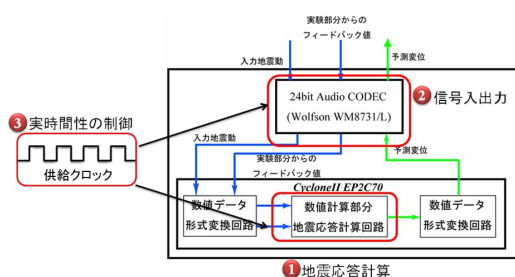 実験部分からの
フィードバック値
入力地震動
予測変位
24bit Audio CODEC
(Wolfson WM8731/L)
2 信号入出力
3 実時間性の制御
供給クロック
入力地震動
実験部分からの
フィードバック値
予測変位
CycloneII EP2C70
数値データ
形式変換回路
数値計算部分
地震応答計算回路
数値データ
形式変換回路
1 地震応答計算